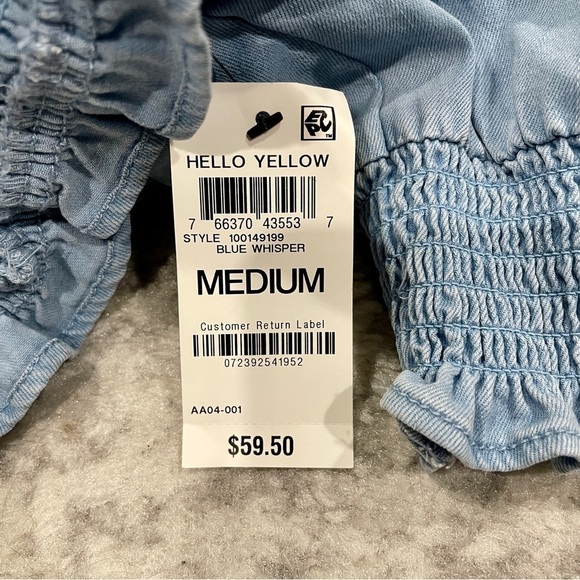 EPC™
HELLO YELLOW
7 66370 43553 7
STYLE 100149199
BLUE WHISPER
MEDIUM
Customer Return Label
072392541952
AA04-001
$59.50